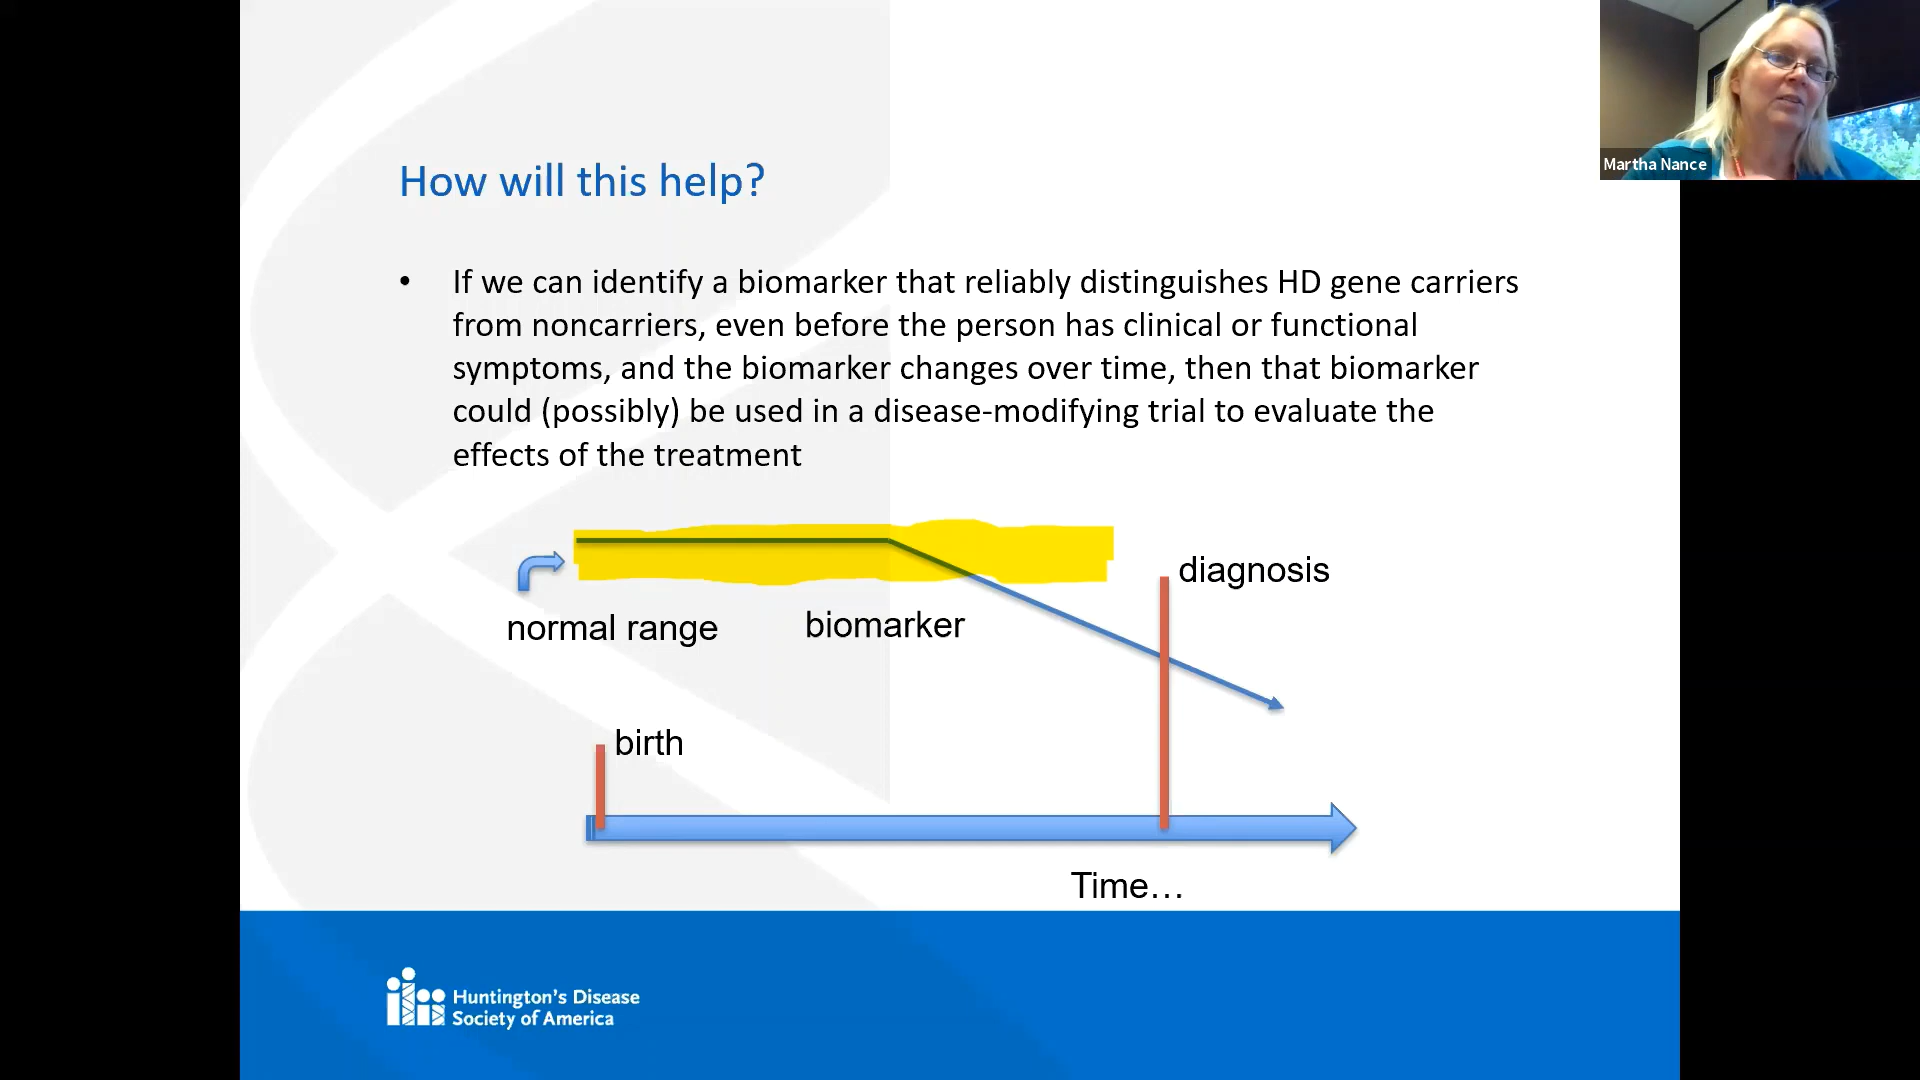 Martha Nance
How will this help?
• If we can identify a biomarker that reliably distinguishes HD gene carriers
from noncarriers, even before the person has clinical or functional
symptoms, and the biomarker changes over time, then that biomarker
could (possibly) be used in a disease-modifying trial to evaluate the
effects of the treatment
diagnosis
normal range
biomarker
birth
Time…
Huntington's Disease
Society of America